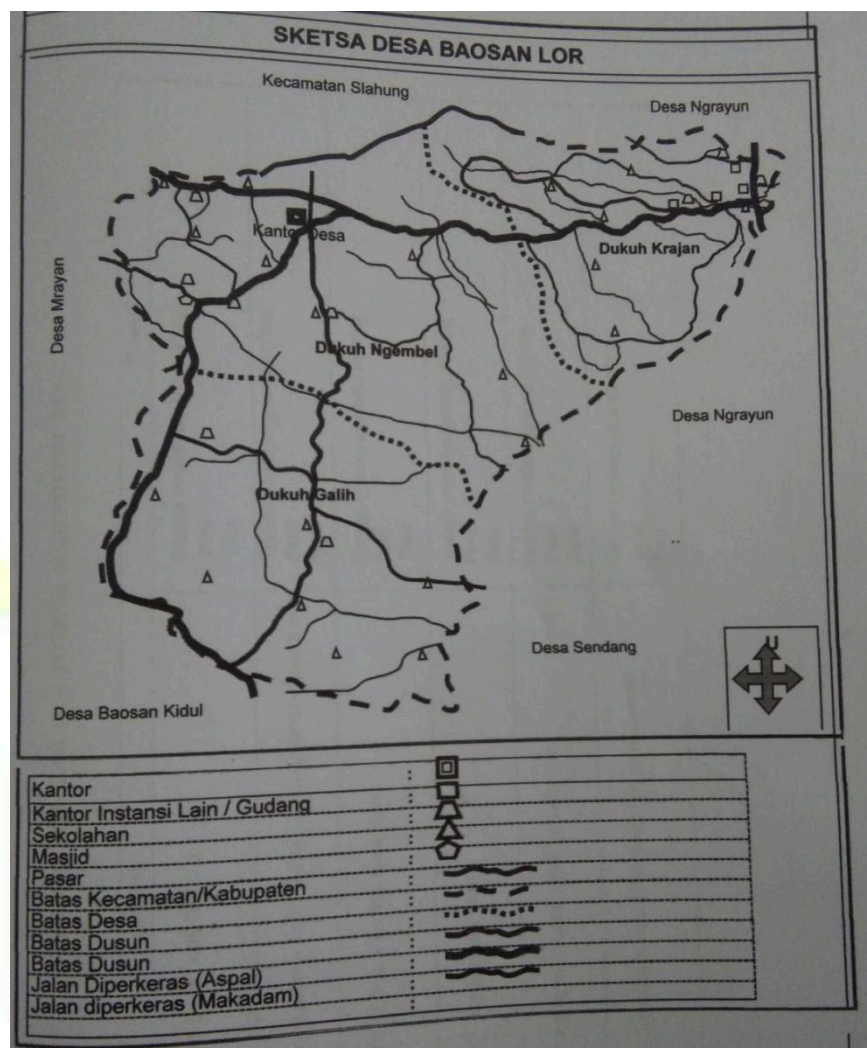 SKETSA DESA BAOSAN LOR
Kecamatan Slahung
Desa Ngrayun
Kantor Desa
Dukuh Krajan
Desa Mrayan
Dukuh Ngembel
Desa Ngrayun
Dukuh Galih
Desa Sendang
U
Desa Baosan Kidul
Kantor :
Kantor Instansi Lain / Gudang :
Sekolahan :
Masjid :
Pasar :
Batas Kecamatan/Kabupaten :
Batas Desa :
Batas Dusun :
Batas Dusun :
Jalan Diperkeras (Aspal) :
Jalan diperkeras (Makadam) :